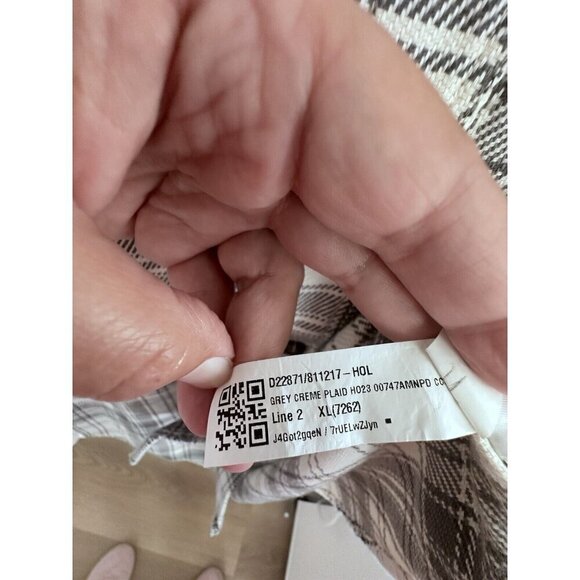 D22871/811217-HOL
GREY CREME PLAID HO23 00747AMNPD CC
Line 2 XL(7262)
J4Got2gqeN / 7rUELwZJyn